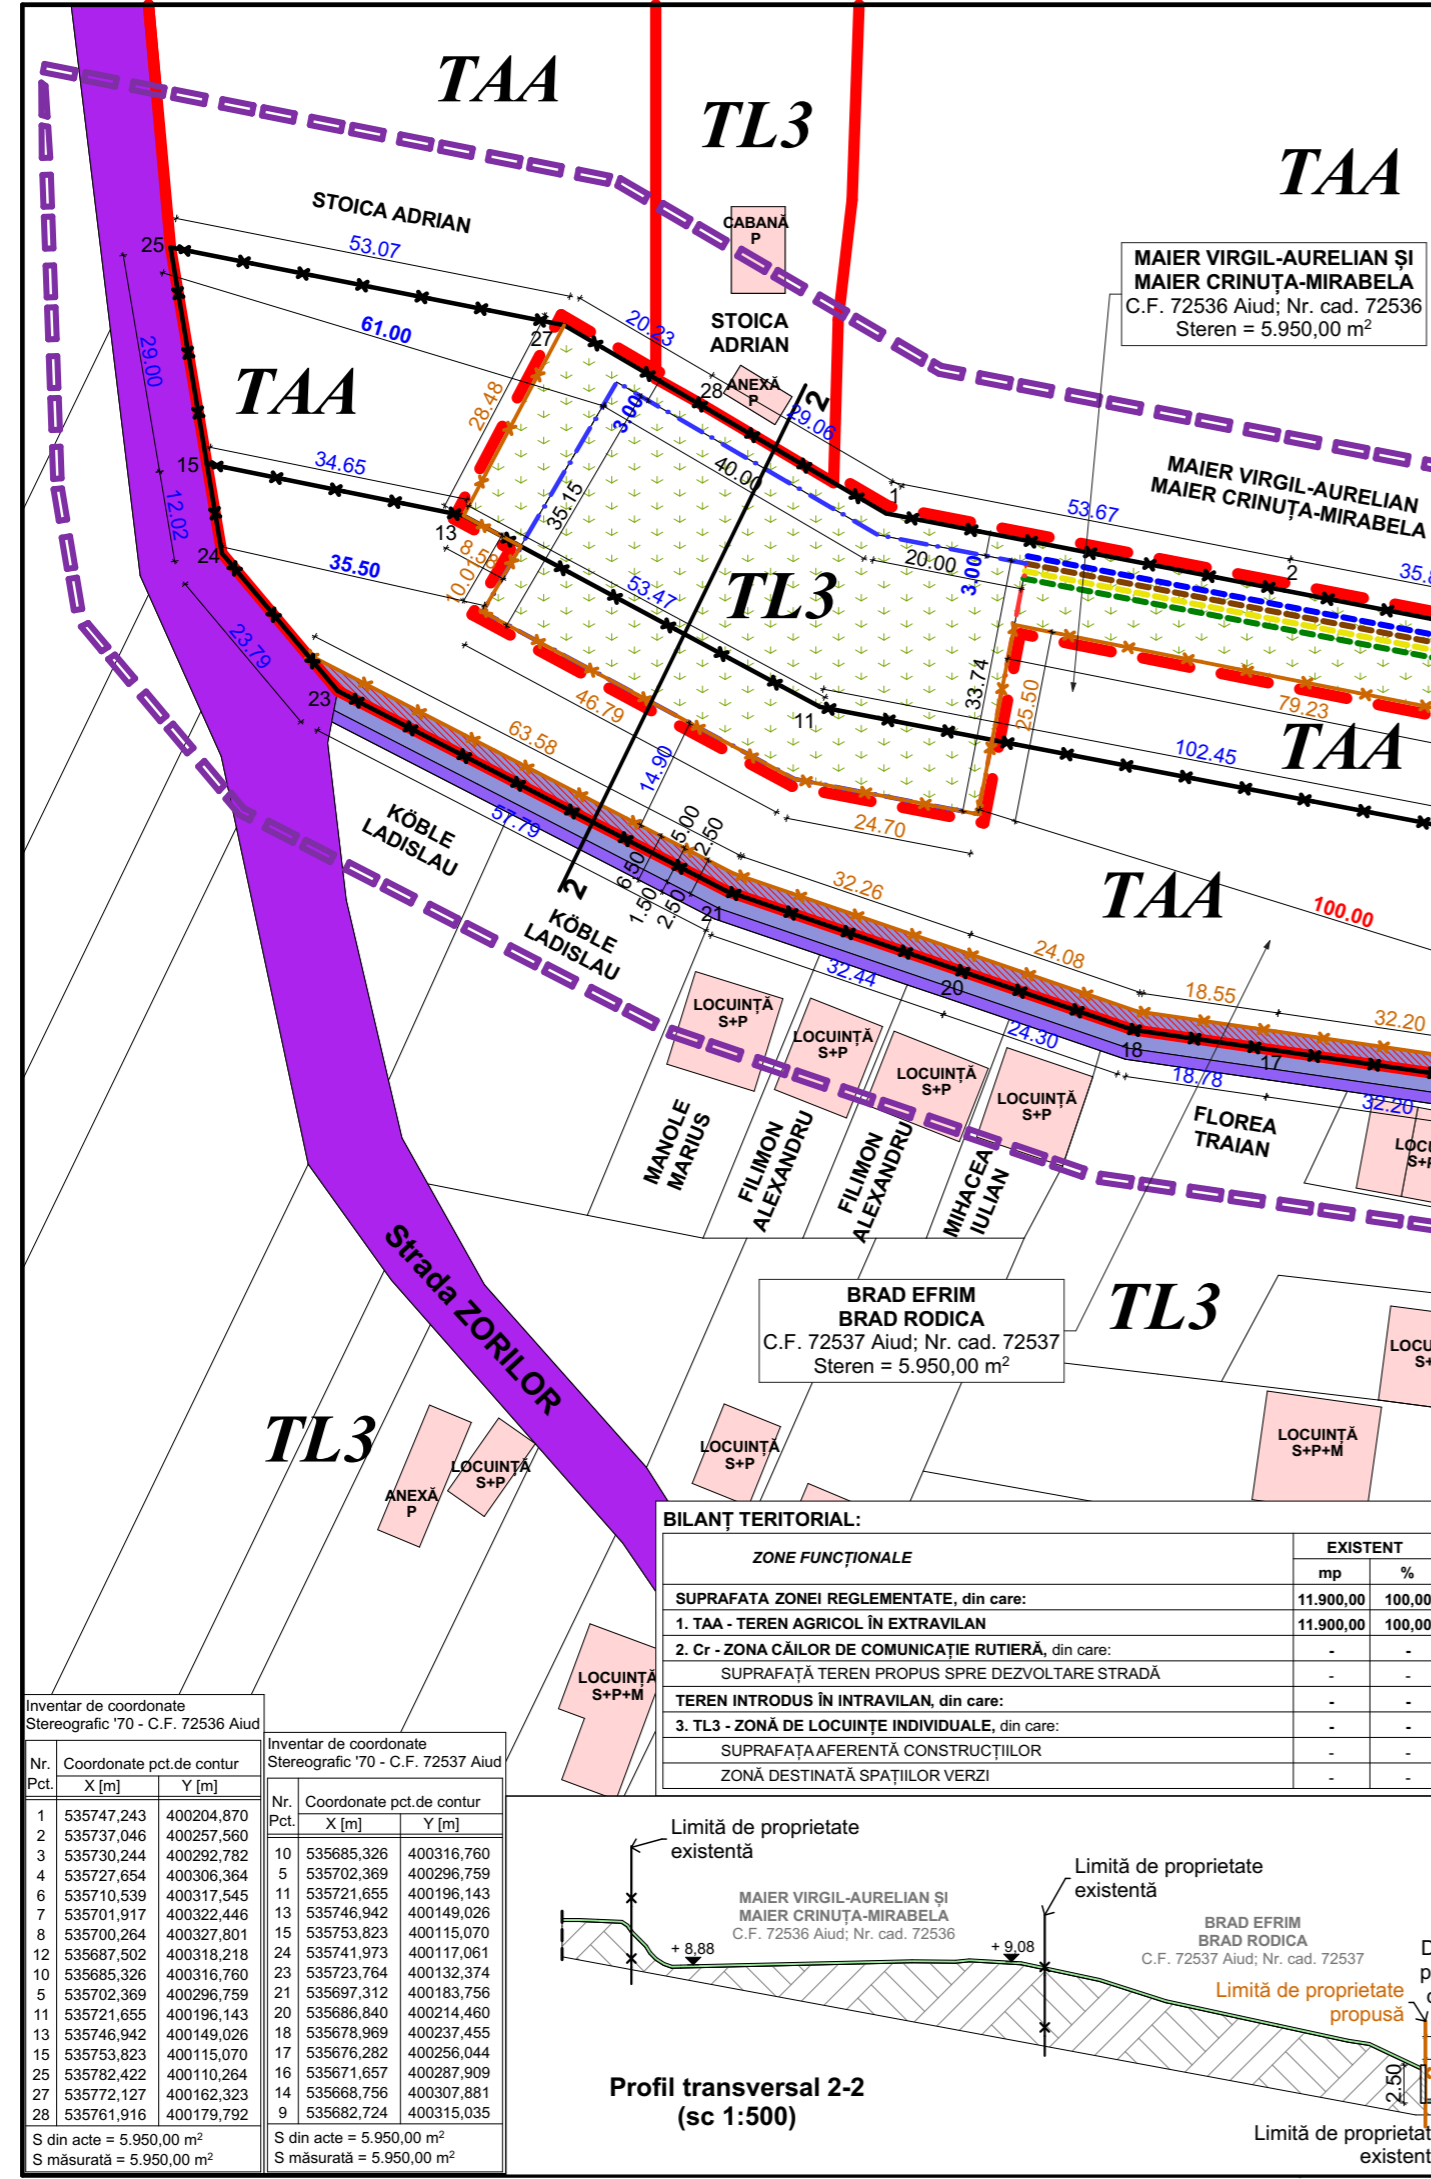 TAA
TL3
TAA
STOICA ADRIAN
CABANĂ
P
25
53.07
MAIER VIRGIL-AURELIAN ȘI
MAIER CRINUȚA-MIRABELA
C.F. 72536 Aiud; Nr. cad. 72536
Steren = 5.950,00 m²
61.00
27
20.23
STOICA
ADRIAN
29.00
TAA
28.48
3.00
28
ANEXĂ
P
2
29.06
15
34.65
40.00
35.15
1
53.67
MAIER VIRGIL-AURELIAN
MAIER CRINUȚA-MIRABELA
12.02
13
8.58
24
35.50
10.01
53.47
TL3
20.00
3.00
2
23.79
23
46.79
11
33.74
25.50
79.23
102.45
TAA
63.58
14.90
KÖBLE
LADISLAU
57.79
24.70
5.00
2.50
6.50
1.50
2.50
2
21
32.26
TAA
100.00
KÖBLE
LADISLAU
32.44
20
24.08
18.55
32.20
LOCUINȚĂ
S+P
LOCUINȚĂ
S+P
LOCUINȚĂ
S+P
LOCUINȚĂ
S+P
24.30
18
17
18.78
32.20
MANOLE
MARIUS
FILIMON
ALEXANDRU
FILIMON
ALEXANDRU
MIHACEA
IULIAN
FLOREA
TRAIAN
Strada ZORILOR
BRAD EFRIM
BRAD RODICA
C.F. 72537 Aiud; Nr. cad. 72537
Steren = 5.950,00 m²
TL3
TL3
ANEXĂ
P
LOCUINȚĂ
S+P
LOCUINȚĂ
S+P
LOCUINȚĂ
S+P+M
LOCUINȚĂ
S+P+M
BILANȚ TERITORIAL:
ZONE FUNCȚIONALE EXISTENT
mp %
SUPRAFATA ZONEI REGLEMENTATE, din care: 11.900,00 100,00
1. TAA - TEREN AGRICOL ÎN EXTRAVILAN 11.900,00 100,00
2. Cr - ZONA CĂILOR DE COMUNICAȚIE RUTIERĂ, din care: - -
SUPRAFAȚĂ TEREN PROPUS SPRE DEZVOLTARE STRADĂ - -
TEREN INTRODUS ÎN INTRAVILAN, din care: - -
3. TL3 - ZONĂ DE LOCUINȚE INDIVIDUALE, din care: - -
SUPRAFAȚA AFERENTĂ CONSTRUCȚIILOR - -
ZONĂ DESTINATĂ SPAȚIILOR VERZI - -
Inventar de coordonate
Stereografic '70 - C.F. 72536 Aiud
Nr. Pct. Coordonate pct.de contur
X [m] Y [m]
1 535747,243 400204,870
2 535737,046 400257,560
3 535730,244 400292,782
4 535727,654 400306,364
6 535710,539 400317,545
7 535701,917 400322,446
8 535700,264 400327,801
12 535687,502 400318,218
10 535685,326 400316,760
5 535702,369 400296,759
11 535721,655 400196,143
13 535746,942 400149,026
15 535753,823 400115,070
25 535782,422 400110,264
27 535772,127 400162,323
28 535761,916 400179,792
S din acte = 5.950,00 m²
S măsurată = 5.950,00 m²
Inventar de coordonate
Stereografic '70 - C.F. 72537 Aiud
Nr. Pct. Coordonate pct.de contur
X [m] Y [m]
10 535685,326 400316,760
5 535702,369 400296,759
11 535721,655 400196,143
13 535746,942 400149,026
15 535753,823 400115,070
24 535741,973 400117,061
23 535723,764 400132,374
21 535697,312 400183,756
20 535686,840 400214,460
18 535678,969 400237,455
17 535676,282 400256,044
16 535671,657 400287,909
14 535668,756 400307,881
9 535682,724 400315,035
S din acte = 5.950,00 m²
S măsurată = 5.950,00 m²
Limită de proprietate
existentă
MAIER VIRGIL-AURELIAN ȘI
MAIER CRINUȚA-MIRABELA
C.F. 72536 Aiud; Nr. cad. 72536
+ 8,88
+ 9,08
Limită de proprietate
existentă
BRAD EFRIM
BRAD RODICA
C.F. 72537 Aiud; Nr. cad. 72537
Limită de proprietate
propusă
2.50
Profil transversal 2-2
(sc 1:500)